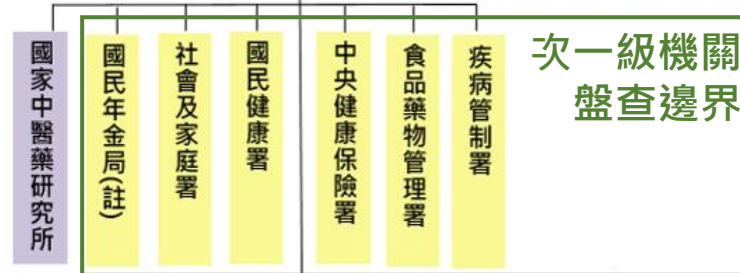 國家中醫藥研究所
國民年金局(註)
社會及家庭署
國民健康署
中央健康保險署
食品藥物管理署
疾病管制署
次一級機關
盤查邊界